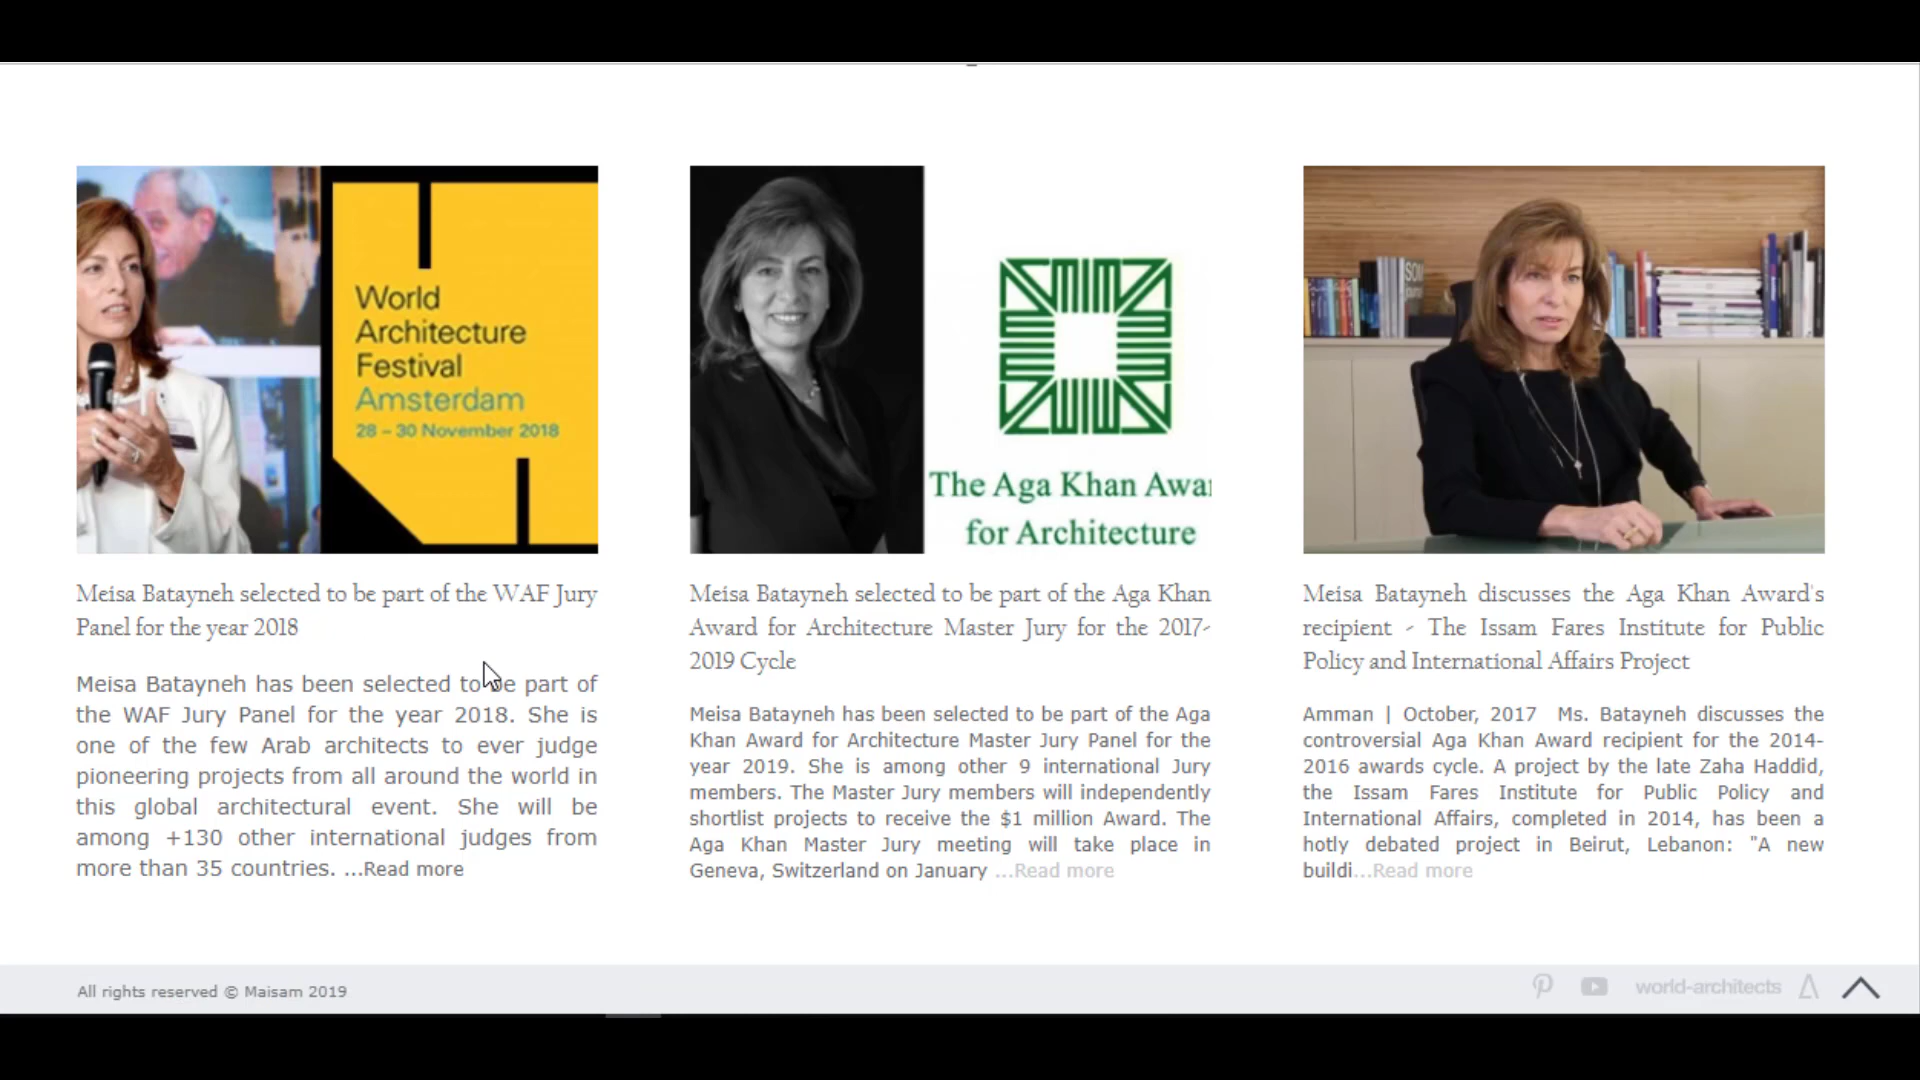 World
Architecture
Festival
Amsterdam
28 – 30 November 2018
Meisa Batayneh selected to be part of the WAF Jury
Panel for the year 2018
Meisa Batayneh has been selected to be part of
the WAF Jury Panel for the year 2018. She is
one of the few Arab architects to ever judge
pioneering projects from all around the world in
this global architectural event. She will be
among +130 other international judges from
more than 35 countries. ...Read more
The Aga Khan Awar
for Architecture
Meisa Batayneh selected to be part of the Aga Khan
Award for Architecture Master Jury for the 2017-
2019 Cycle
Meisa Batayneh has been selected to be part of the Aga
Khan Award for Architecture Master Jury Panel for the
year 2019. She is among other 9 international Jury
members. The Master Jury members will independently
shortlist projects to receive the $1 million Award. The
Aga Khan Master Jury meeting will take place in
Geneva, Switzerland on January ...Read more
SOM
Meisa Batayneh discusses the Aga Khan Award's
recipient - The Issam Fares Institute for Public
Policy and International Affairs Project
Amman | October, 2017 Ms. Batayneh discusses the
controversial Aga Khan Award recipient for the 2014-
2016 awards cycle. A project by the late Zaha Haddid,
the Issam Fares Institute for Public Policy and
International Affairs, completed in 2014, has been a
hotly debated project in Beirut, Lebanon: "A new
buildi...Read more
All rights reserved © Maisam 2019
world-architects